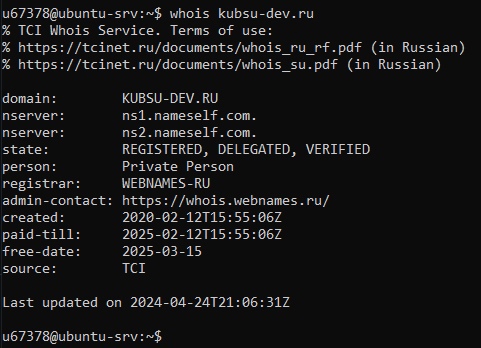 u67378@ubuntu-srv:~$ whois kubsu-dev.ru
% TCI Whois Service. Terms of use:
% https://tcinet.ru/documents/whois_ru_rf.pdf (in Russian)
% https://tcinet.ru/documents/whois_su.pdf (in Russian)

domain:        KUBSU-DEV.RU
nserver:       ns1.nameself.com.
nserver:       ns2.nameself.com.
state:         REGISTERED, DELEGATED, VERIFIED
person:        Private Person
registrar:     WEBNAMES-RU
admin-contact: https://whois.webnames.ru/
created:       2020-02-12T15:55:06Z
paid-till:     2025-02-12T15:55:06Z
free-date:     2025-03-15
source:        TCI

Last updated on 2024-04-24T21:06:31Z

u67378@ubuntu-srv:~$